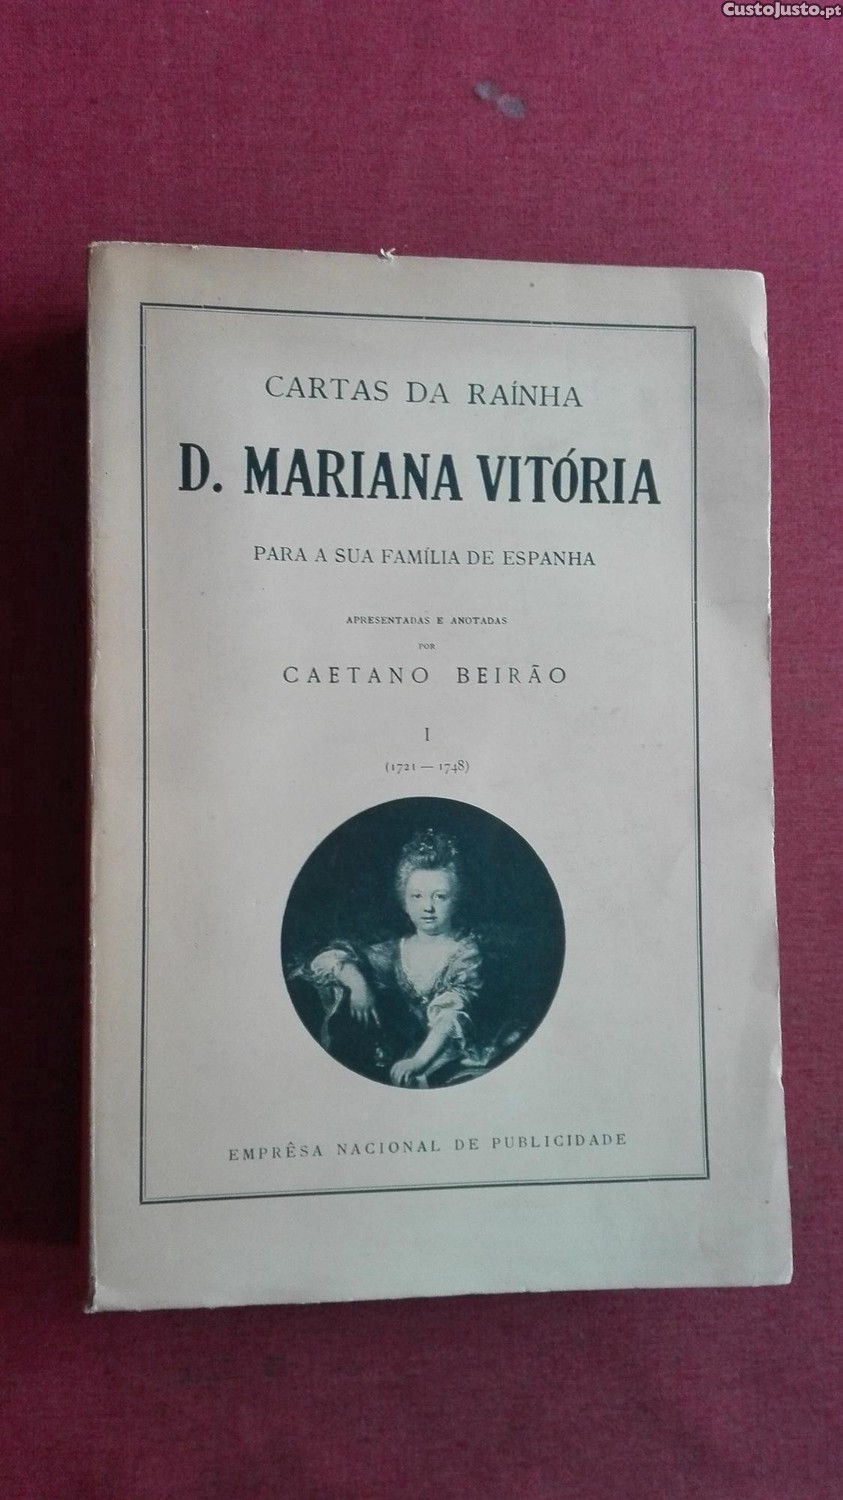 CustoJusto.pt
CARTAS DA RAÍNHA
D. MARIANA VITÓRIA
PARA A SUA FAMÍLIA DE ESPANHA
APRESENTADAS E ANOTADAS
POR
CAETANO BEIRÃO
I
(1721 — 1748)
EMPRÊSA NACIONAL DE PUBLICIDADE